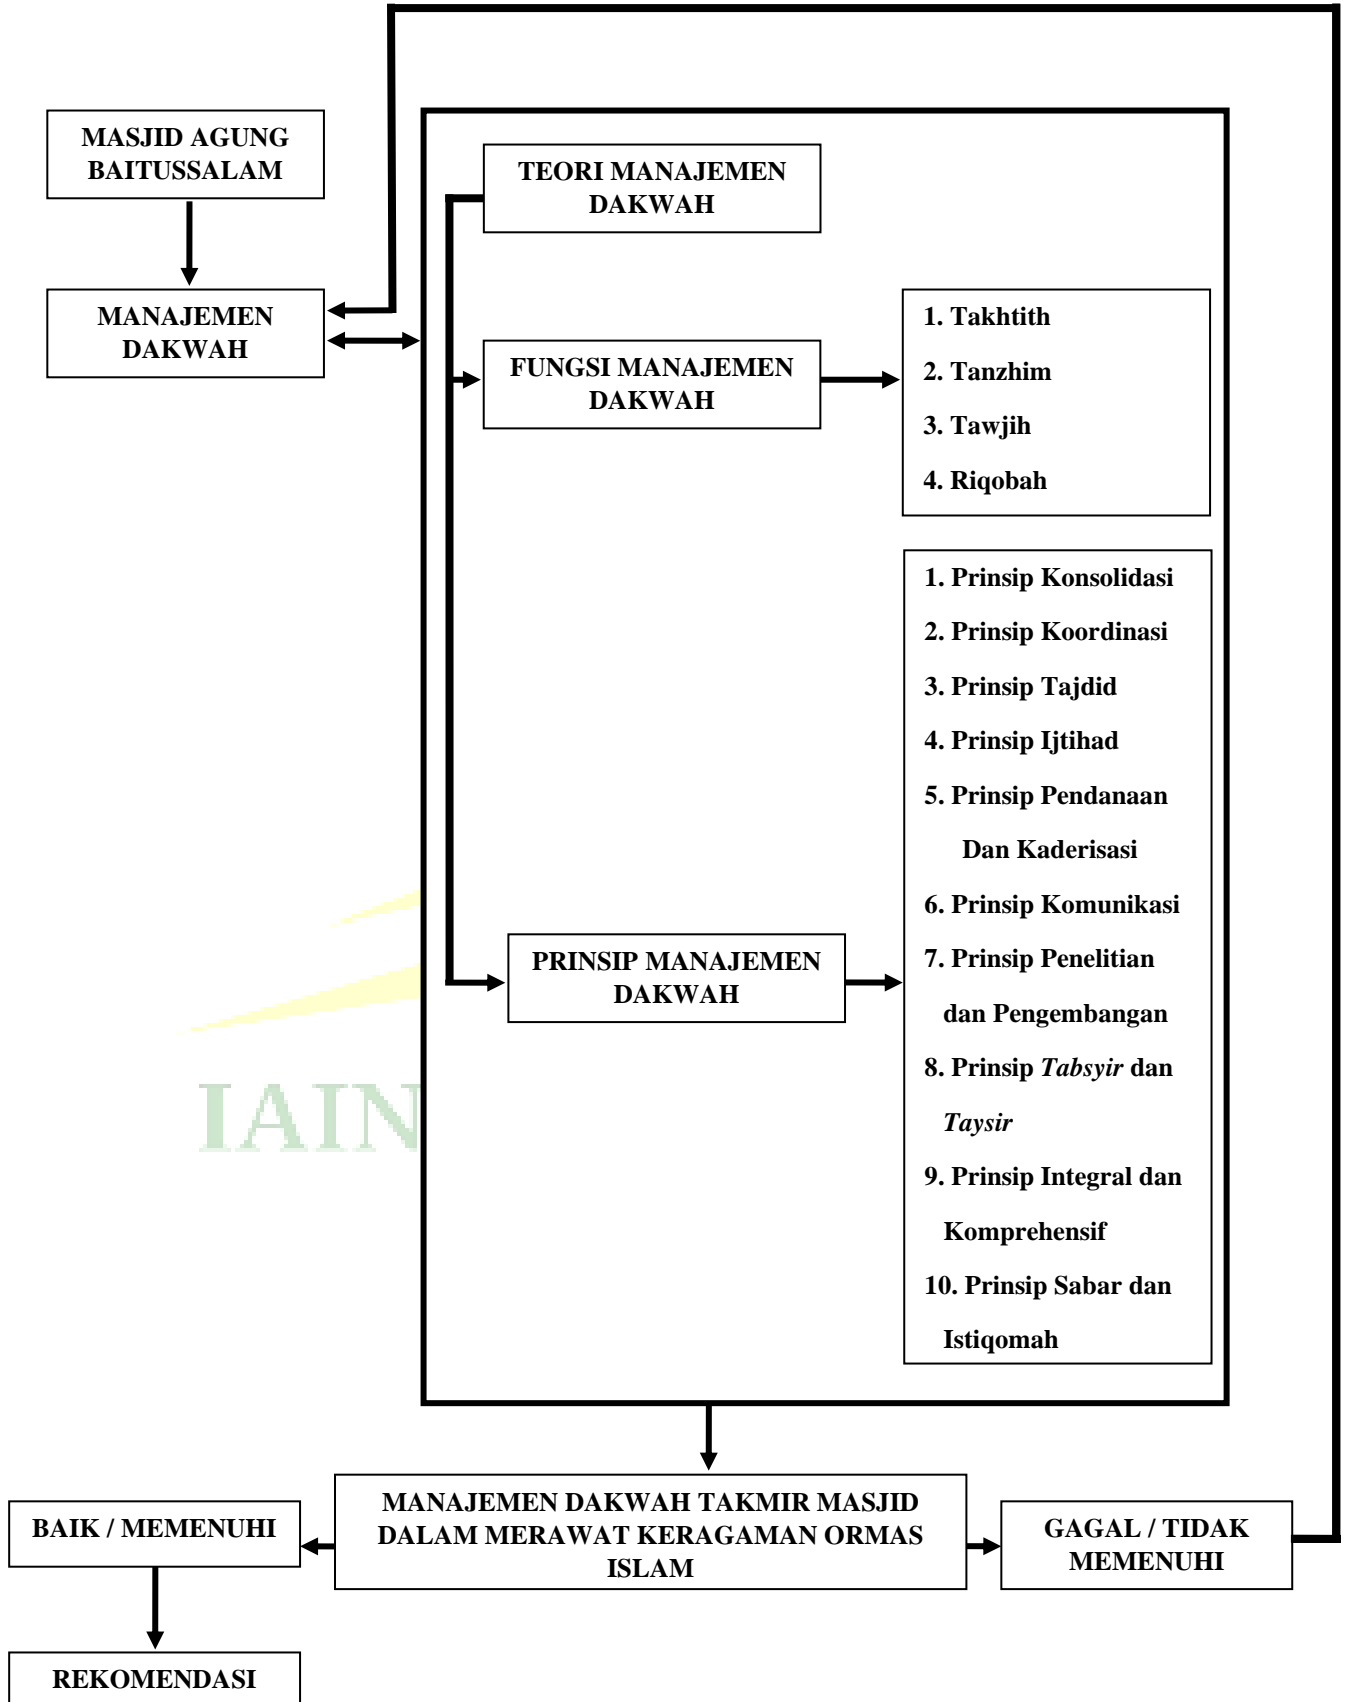 MASJID AGUNG
BAITUSSALAM
MANAJEMEN
DAKWAH
TEORI MANAJEMEN
DAKWAH
FUNGSI MANAJEMEN
DAKWAH
1. Takhtith
2. Tanzhim
3. Tawjih
4. Riqobah
PRINSIP MANAJEMEN
DAKWAH
1. Prinsip Konsolidasi
2. Prinsip Koordinasi
3. Prinsip Tajdid
4. Prinsip Ijtihad
5. Prinsip Pendanaan
Dan Kaderisasi
6. Prinsip Komunikasi
7. Prinsip Penelitian
dan Pengembangan
8. Prinsip Tabsyir dan
Taysir
9. Prinsip Integral dan
Komprehensif
10. Prinsip Sabar dan
Istiqomah
IAIN
MANAJEMEN DAKWAH TAKMIR MASJID
DALAM MERAWAT KERAGAMAN ORMAS
ISLAM
BAIK / MEMENUHI
GAGAL / TIDAK
MEMENUHI
REKOMENDASI